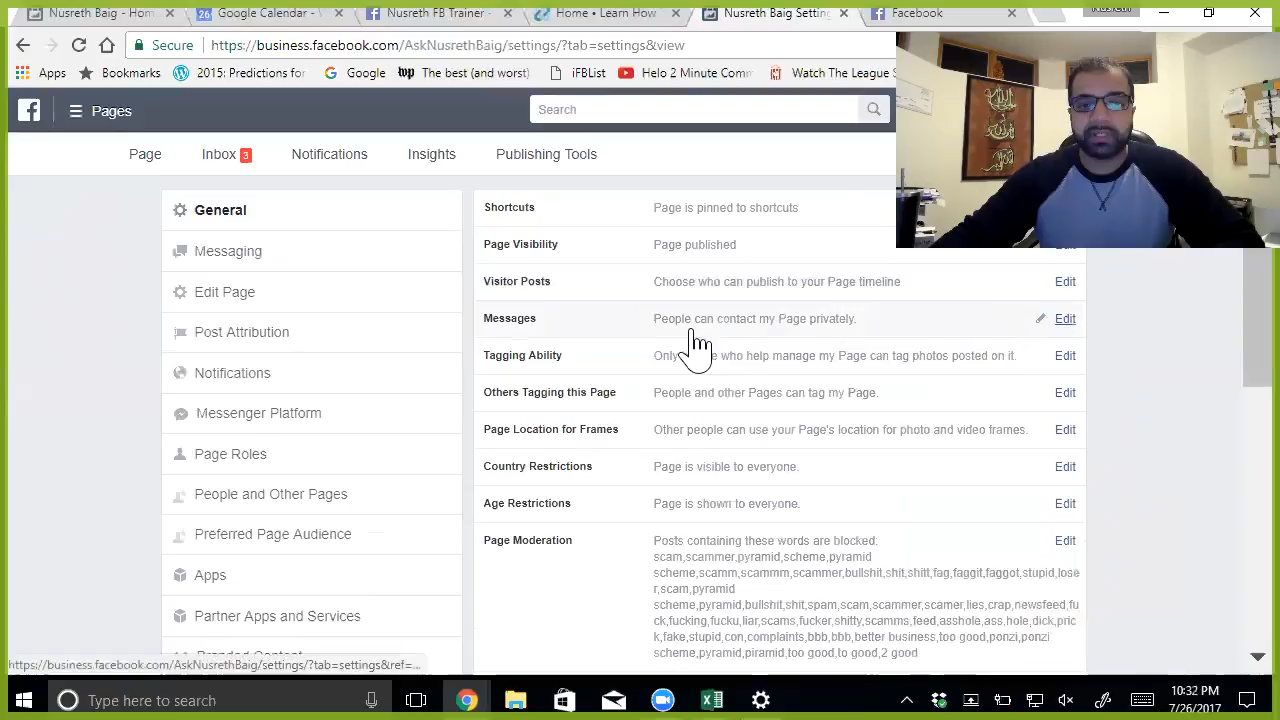 Nusreth Baig - Home
Google Calendar - W
Nusreth FB Trainer -
Home • Learn How
Nusreth Baig Setting
Facebook
Nusreth
Secure
https://business.facebook.com/AskNusrethBaig/settings/?tab=settings&view
Apps
Bookmarks
2015: Predictions for
Google
The best (and worst)
iFBList
Helo 2 Minute
Watch The League S
Pages
Search
Page
Inbox 3
Notifications
Insights
Publishing Tools
General
Messaging
Edit Page
Post Attribution
Notifications
Messenger Platform
Page Roles
People and Other Pages
Preferred Page Audience
Apps
Partner Apps and Services
Branded Content
Shortcuts Page is pinned to shortcuts
Page Visibility Page published Edit
Visitor Posts Choose who can publish to your Page timeline Edit
Messages People can contact my Page privately. Edit
Tagging Ability Only who help manage my Page can tag photos posted on it. Edit
Others Tagging this Page People and other Pages can tag my Page. Edit
Page Location for Frames Other people can use your Page's location for photo and video frames. Edit
Country Restrictions Page is visible to everyone. Edit
Age Restrictions Page is shown to everyone. Edit
Page Moderation Posts containing these words are blocked: Edit
scam,scammer,pyramid,scheme,pyramid
scheme,scamm,scammm,scammer,bullshit,shit,shitt,fag,faggit,faggot,stupid,lose
r,scam,pyramid
scheme,pyramid,bullshit,shit,spam,scam,scammer,scamer,lies,crap,newsfeed,fu
ck,fucking,fucku,liar,scams,fucker,shitty,scamms,feed,asshole,ass,hole,dick,pric
k,fake,stupid,con,complaints,bbb,bbb,better business,too good,ponzi,ponzi
scheme,pyramid,piramid,too good,to good,2 good
https://business.facebook.com/AskNusrethBaig/settings/?tab=settings&ref=...
Type here to search
10:32 PM
7/26/2017